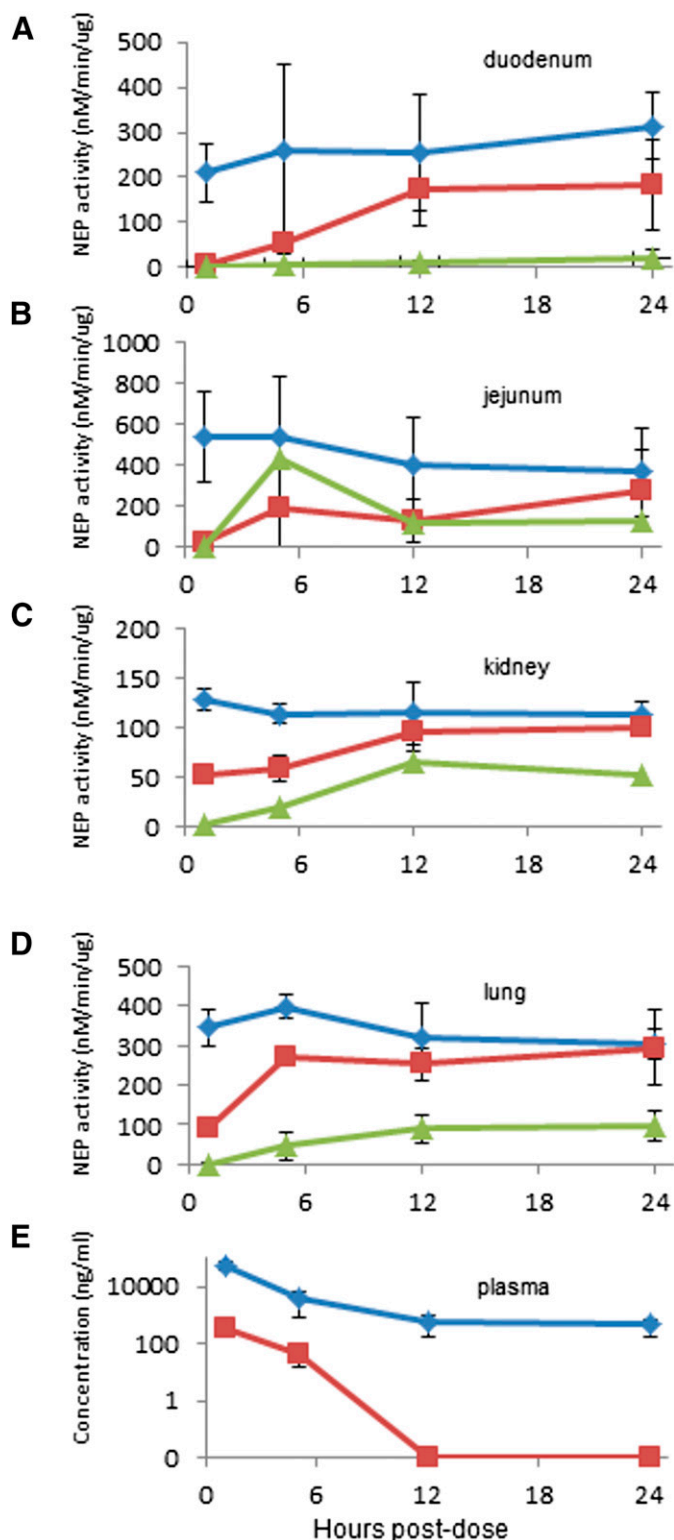 A
NEP activity (nM/min/ug)
500
400
300
200
100
0
duodenum
0 6 12 18 24
B
NEP activity (nM/min/ug)
1000
800
600
400
200
0
jejunum
0 6 12 18 24
C
NEP activity (nM/min/ug)
200
150
100
50
0
kidney
0 6 12 18 24
D
NEP activity (nM/min/ug)
500
400
300
200
100
0
lung
0 6 12 18 24
E
Concentration (ng/ml)
10000
100
1
0
plasma
0 6 12 18 24
Hours post-dose